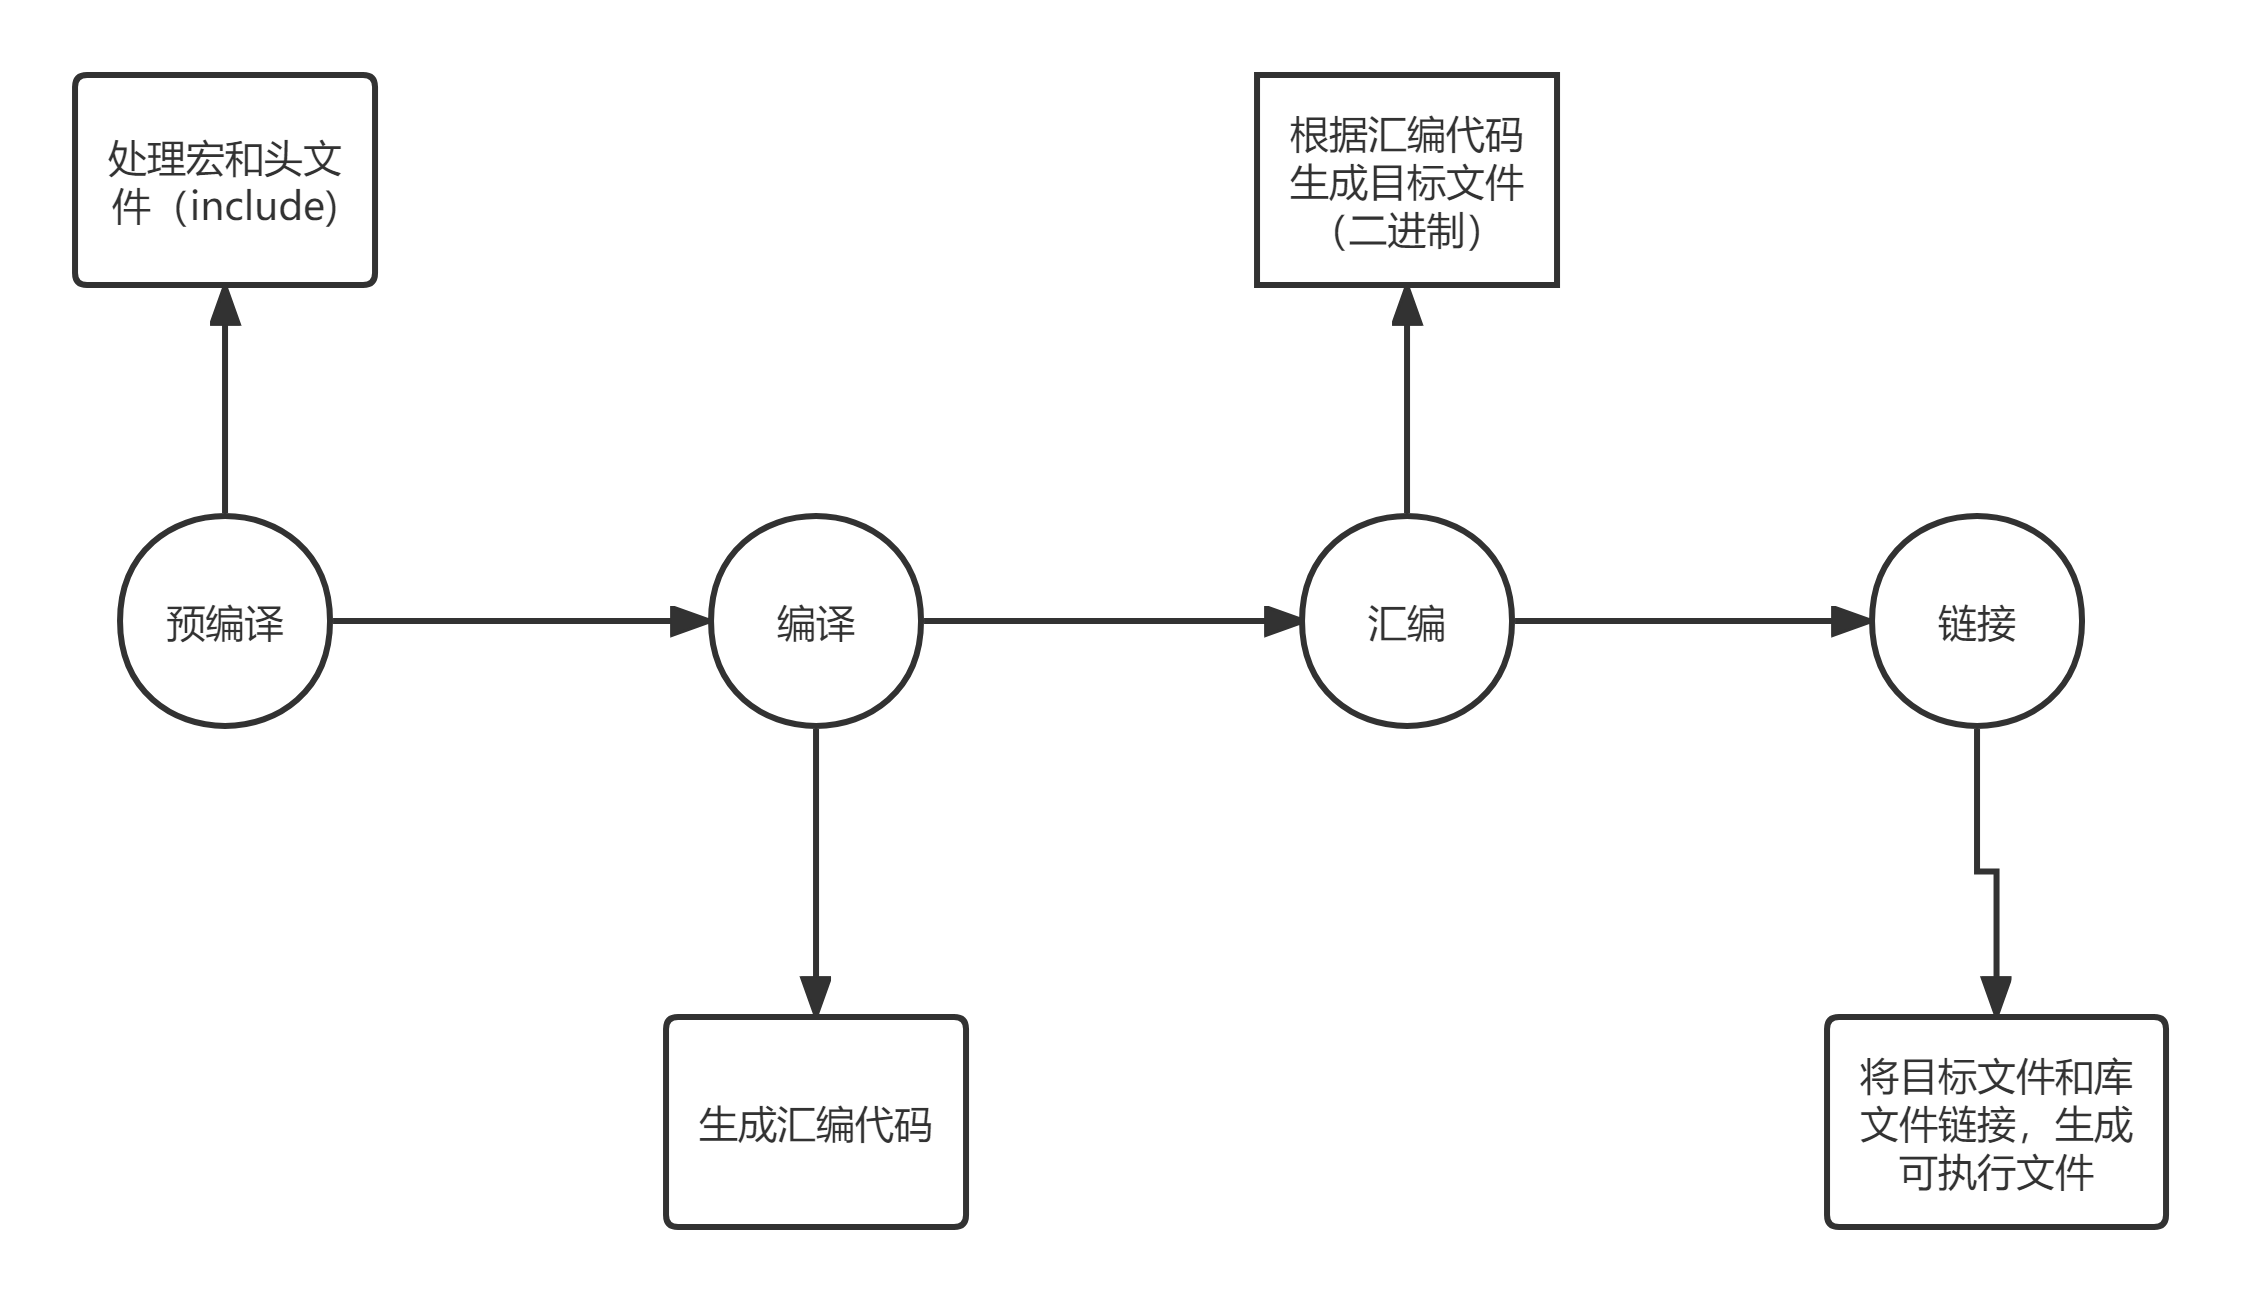 处理宏和头文
件（include)
根据汇编代码
生成目标文件
（二进制）
预编译
编译
汇编
链接
生成汇编代码
将目标文件和库
文件链接，生成
可执行文件